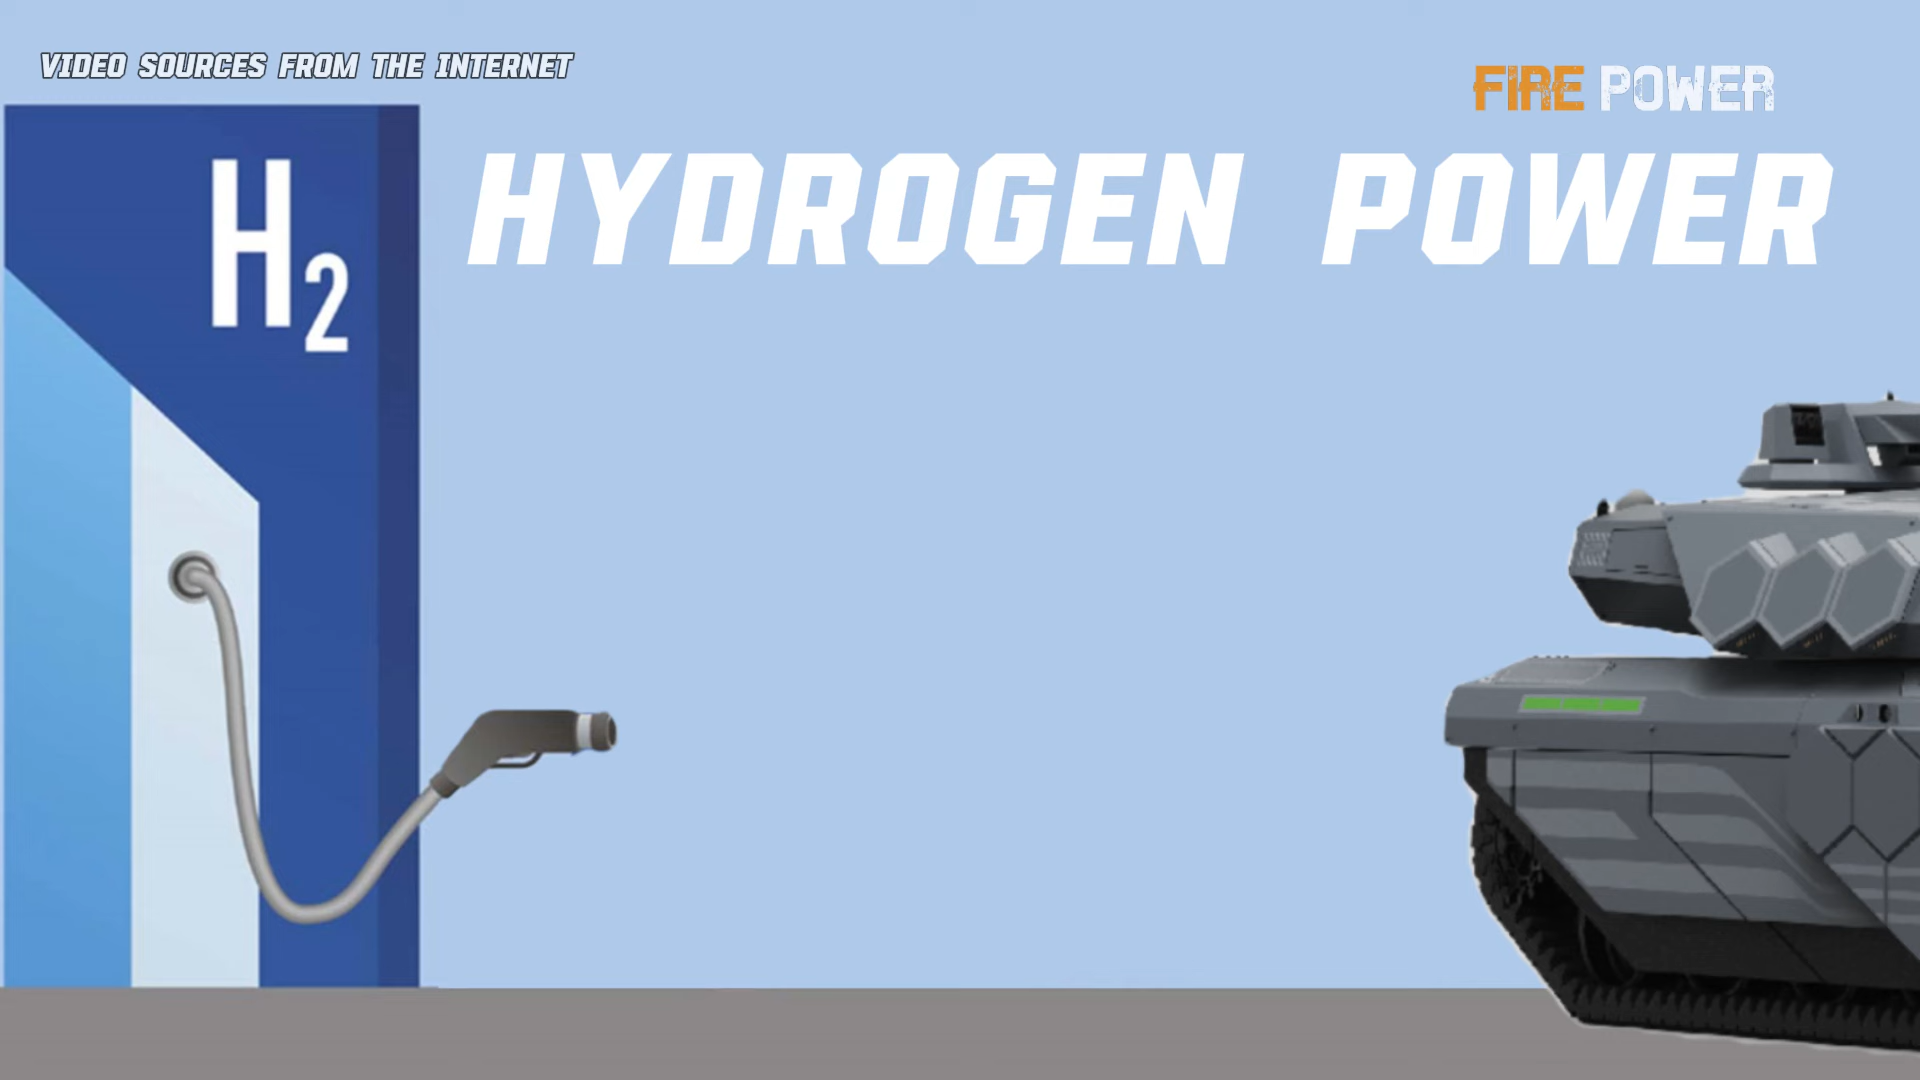 VIDEO SOURCES FROM THE INTERNET
FIRE POWER
HYDROGEN POWER
H2